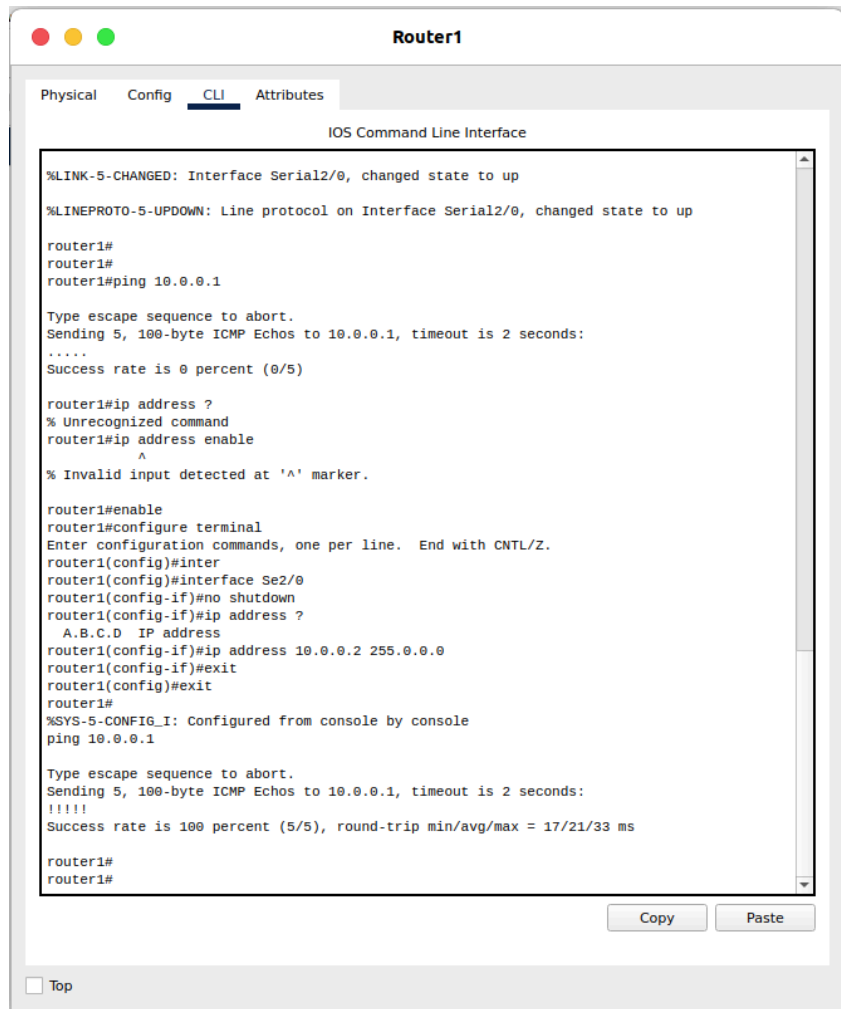 Router1
Physical Config CLI Attributes
IOS Command Line Interface
%LINK-5-CHANGED: Interface Serial2/0, changed state to up
%LINEPROTO-5-UPDOWN: Line protocol on Interface Serial2/0, changed state to up
router1#
router1#
router1#ping 10.0.0.1
Type escape sequence to abort.
Sending 5, 100-byte ICMP Echos to 10.0.0.1, timeout is 2 seconds:
.....
Success rate is 0 percent (0/5)
router1#ip address ?
% Unrecognized command
router1#ip address enable
^
% Invalid input detected at '^' marker.
router1#enable
router1#configure terminal
Enter configuration commands, one per line.  End with CNTL/Z.
router1(config)#inter
router1(config)#interface Se2/0
router1(config-if)#no shutdown
router1(config-if)#ip address ?
  A.B.C.D  IP address
router1(config-if)#ip address 10.0.0.2 255.0.0.0
router1(config-if)#exit
router1(config)#exit
router1#
%SYS-5-CONFIG_I: Configured from console by console
ping 10.0.0.1
Type escape sequence to abort.
Sending 5, 100-byte ICMP Echos to 10.0.0.1, timeout is 2 seconds:
!!!!!
Success rate is 100 percent (5/5), round-trip min/avg/max = 17/21/33 ms
router1#
router1#
Copy Paste
Top